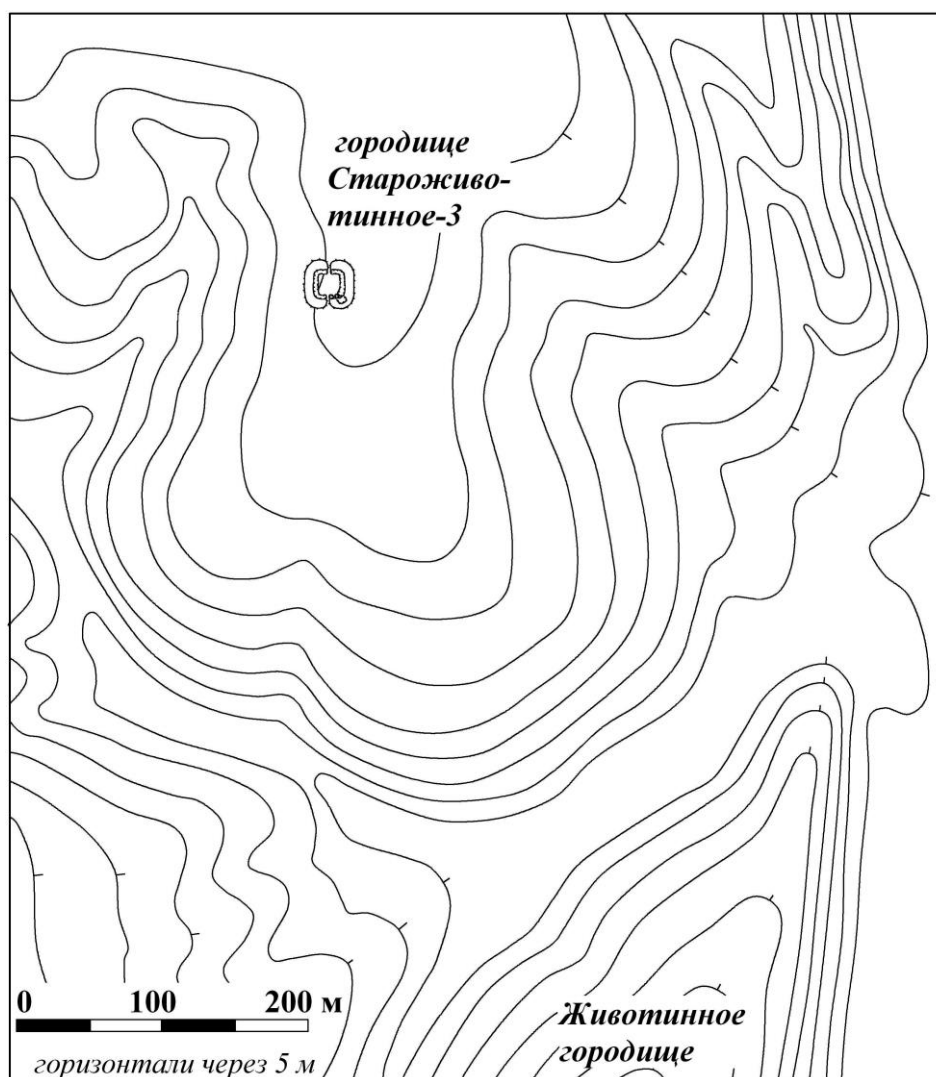 городище
Староживо-
тинное-3
Животинное
городище
0 100 200 м
горизонтали через 5 м